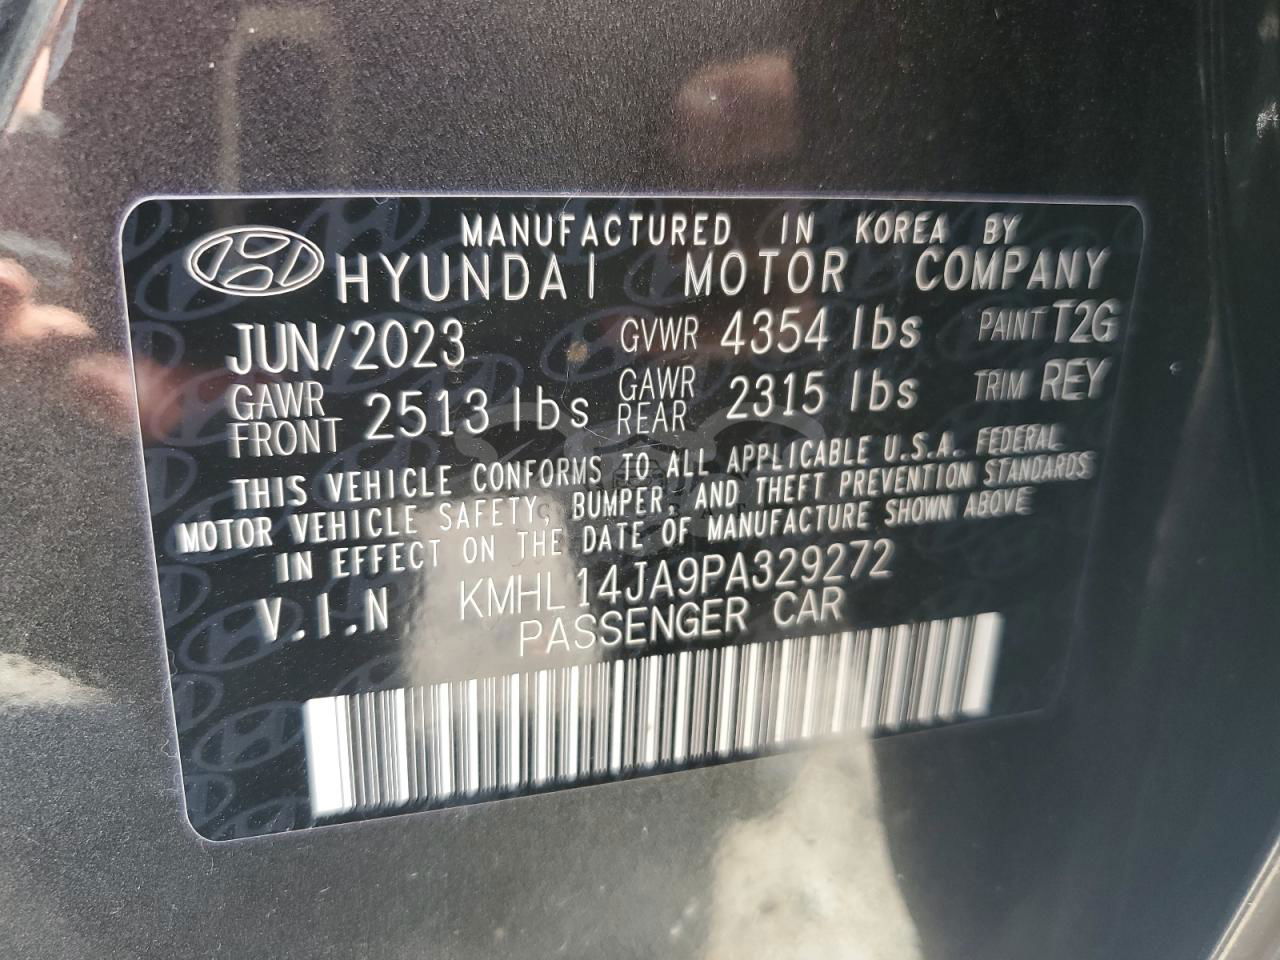 MANUFACTURED IN KOREA BY
HYUNDAI MOTOR COMPANY
JUN/2023 GVWR 4354 lbs PAINT T2G
GAWR FRONT 2513 lbs GAWR REAR 2315 lbs TRIM REY
THIS VEHICLE CONFORMS TO ALL APPLICABLE U.S.A. FEDERAL
MOTOR VEHICLE SAFETY, BUMPER, AND THEFT PREVENTION STANDARDS
IN EFFECT ON THE DATE OF MANUFACTURE SHOWN ABOVE
V.I.N KMHL14JA9PA329272
PASSENGER CAR